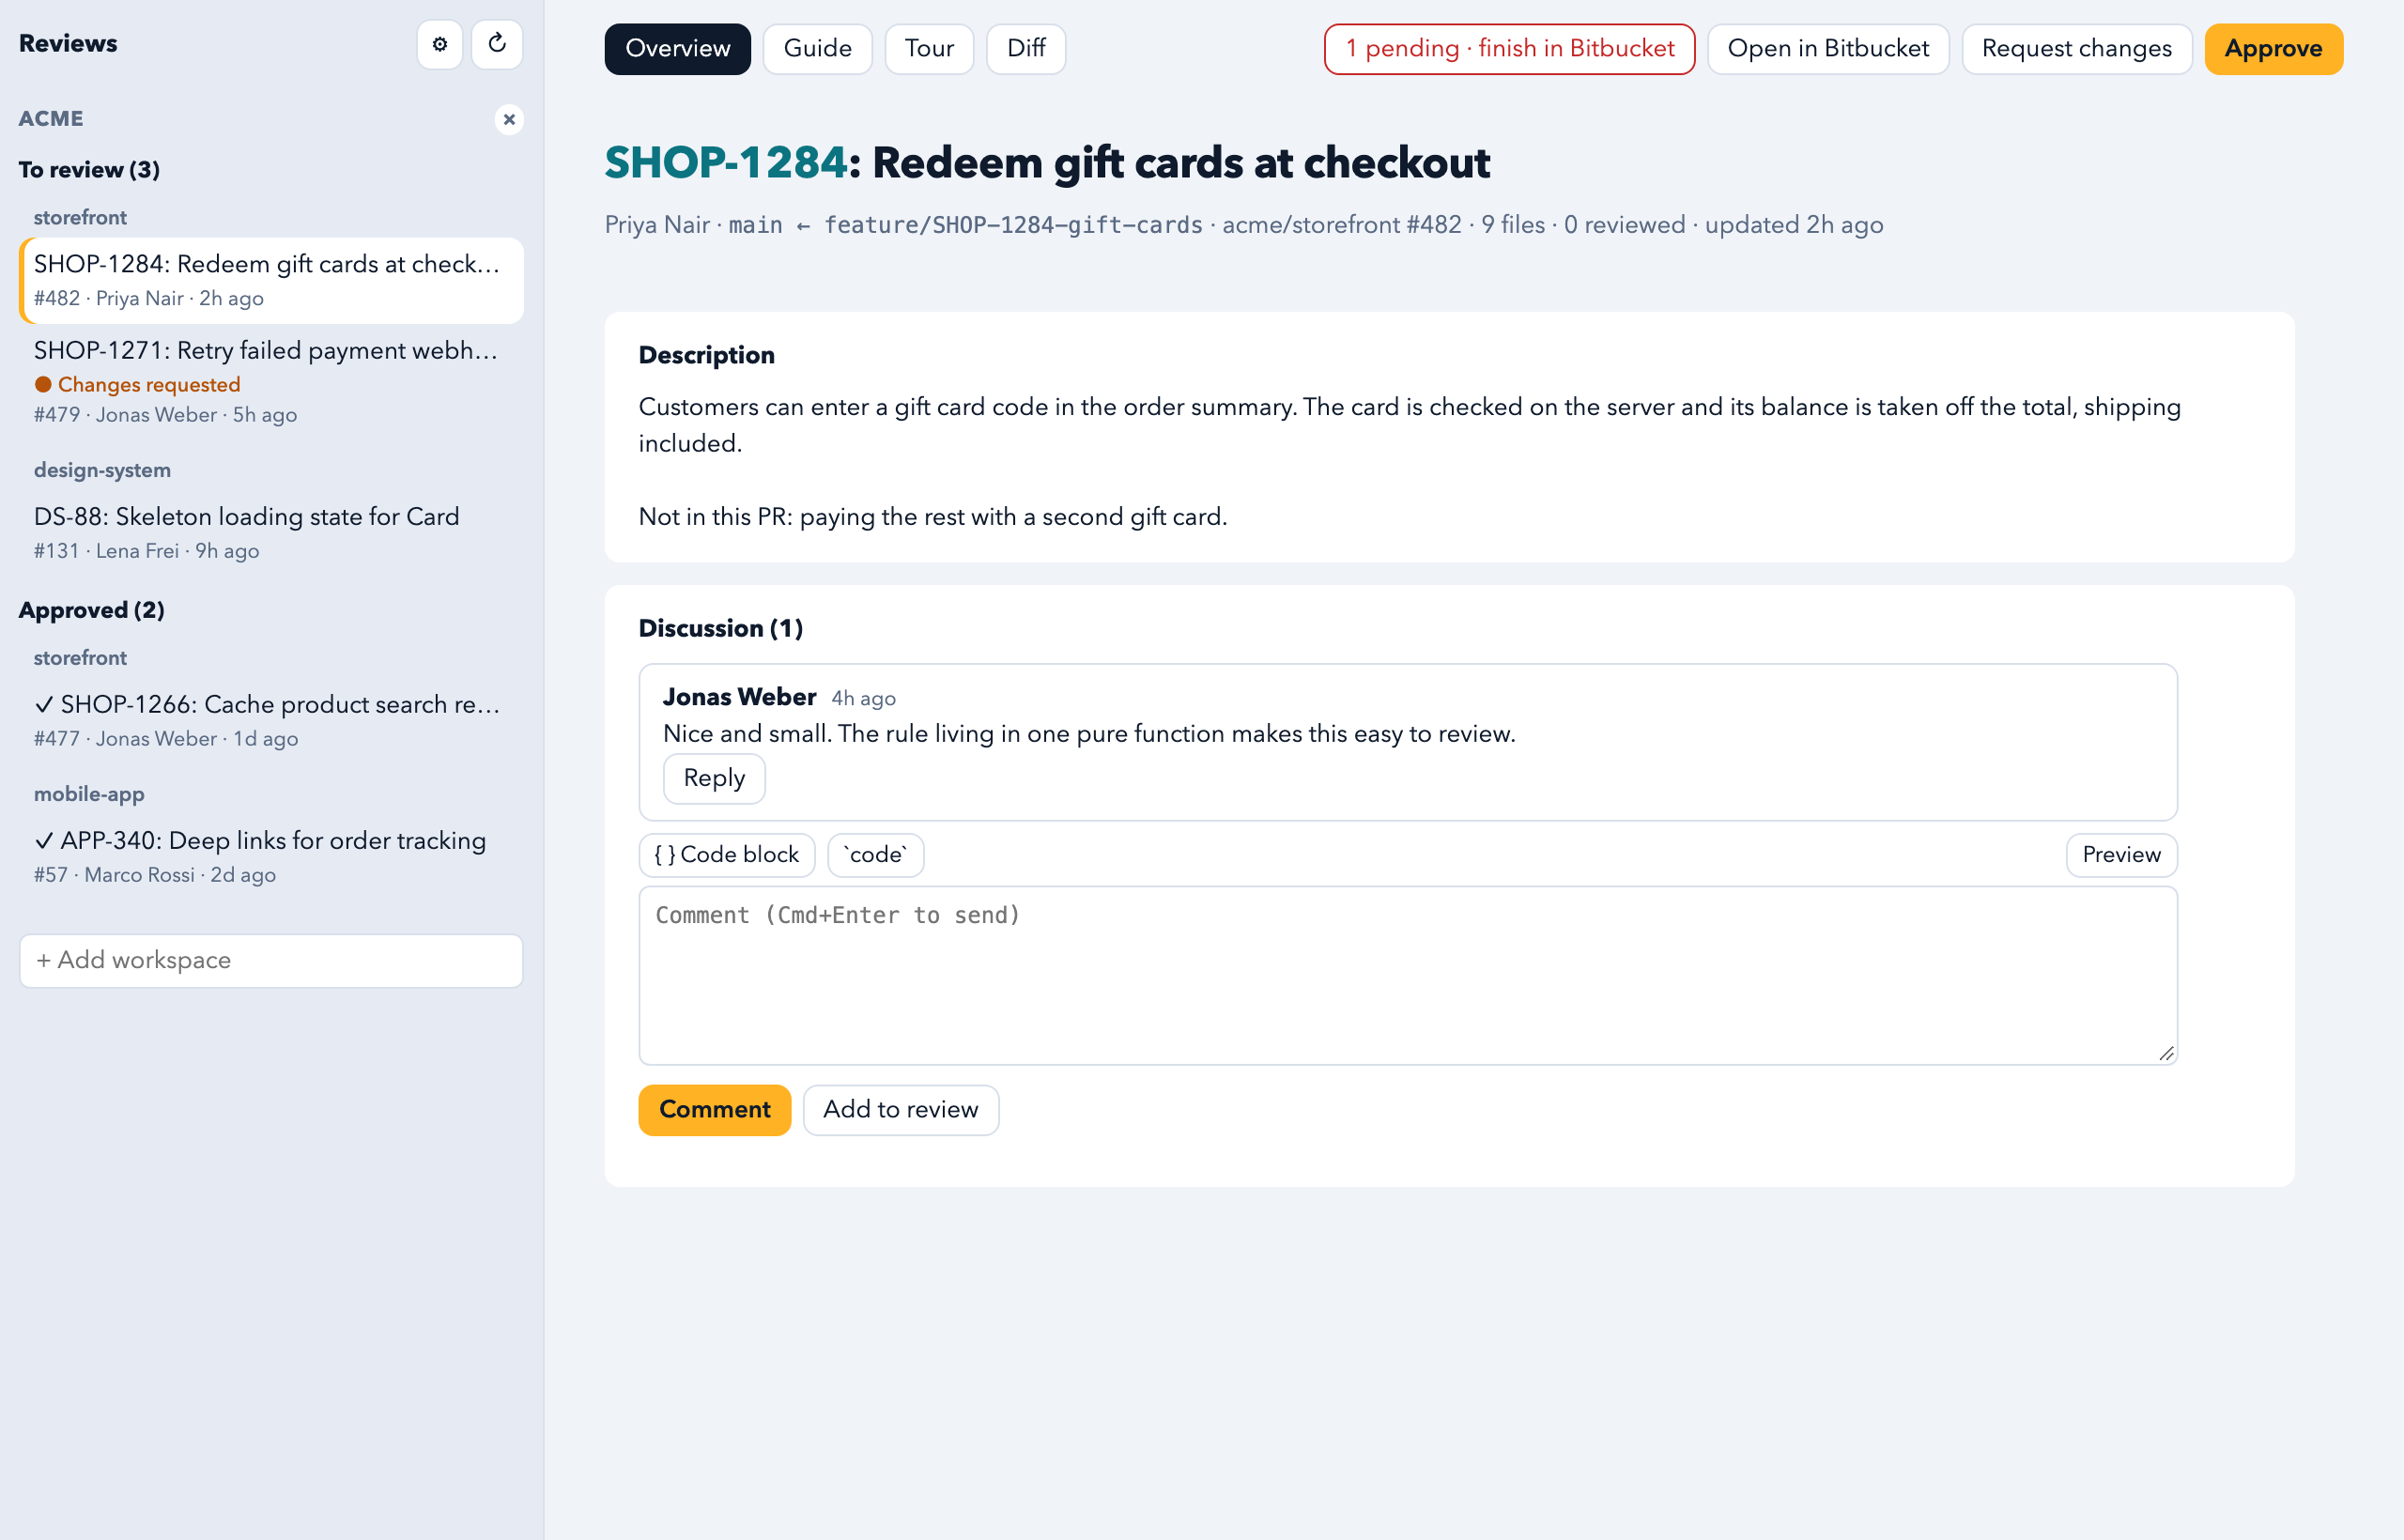 Reviews
⚙ ↻
ACME ×
To review (3)
storefront
SHOP-1284: Redeem gift cards at check…
#482 · Priya Nair · 2h ago
SHOP-1271: Retry failed payment webh…
Changes requested
#479 · Jonas Weber · 5h ago
design-system
DS-88: Skeleton loading state for Card
#131 · Lena Frei · 9h ago
Approved (2)
storefront
✓ SHOP-1266: Cache product search re…
#477 · Jonas Weber · 1d ago
mobile-app
✓ APP-340: Deep links for order tracking
#57 · Marco Rossi · 2d ago
+ Add workspace
Overview Guide Tour Diff
1 pending · finish in Bitbucket Open in Bitbucket Request changes Approve
SHOP-1284: Redeem gift cards at checkout
Priya Nair · main ← feature/SHOP-1284-gift-cards · acme/storefront #482 · 9 files · 0 reviewed · updated 2h ago
Description
Customers can enter a gift card code in the order summary. The card is checked on the server and its balance is taken off the total, shipping
included.
Not in this PR: paying the rest with a second gift card.
Discussion (1)
Jonas Weber 4h ago
Nice and small. The rule living in one pure function makes this easy to review.
Reply
{ } Code block `code` Preview
Comment (Cmd+Enter to send)
Comment Add to review